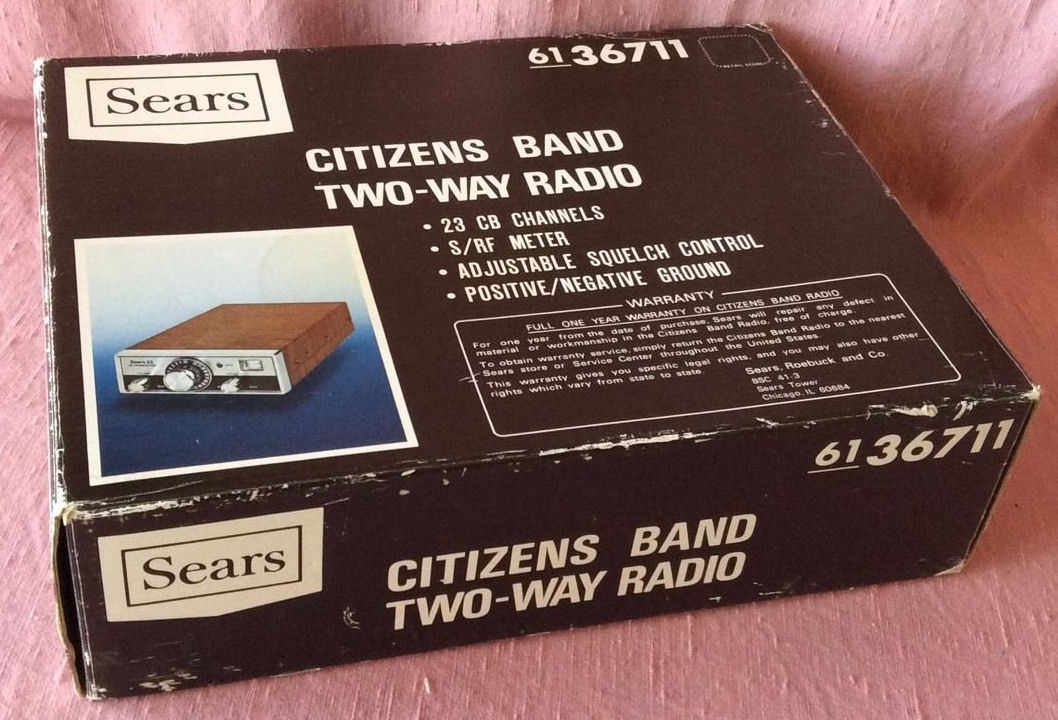 Sears
61 36711
RETAIL STORE
CITIZENS BAND
TWO-WAY RADIO
• 23 CB CHANNELS
• S/RF METER
• ADJUSTABLE SQUELCH CONTROL
• POSITIVE/NEGATIVE GROUND
WARRANTY
FULL ONE YEAR WARRANTY ON CITIZENS BAND RADIO
For one year from the date of purchase, Sears will repair any defect in
material or workmanship in the Citizens Band Radio, free of charge.
To obtain warranty service, simply return the Citizens Band Radio to the nearest
Sears store or Service Center throughout the United States.
This warranty gives you specific legal rights, and you may also have other
rights which vary from state to state.
Sears, Roebuck and Co.
BSC 41-3
Sears Tower
Chicago, IL 60684
61 36711
Sears
CITIZENS BAND
TWO-WAY RADIO